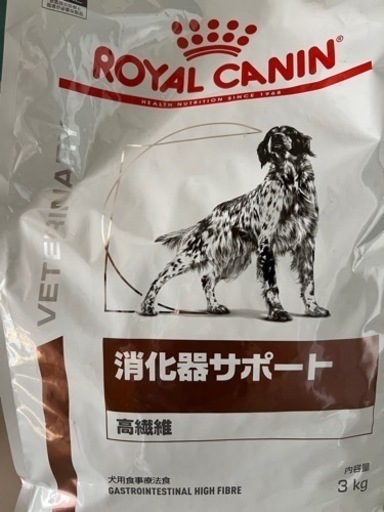 ROYAL CANIN
HEALTH NUTRITION SINCE 1968
VETERINARY
消化器サポート
高繊維
犬用食事療法食
GASTROINTESTINAL HIGH FIBRE
内容量
3 kg